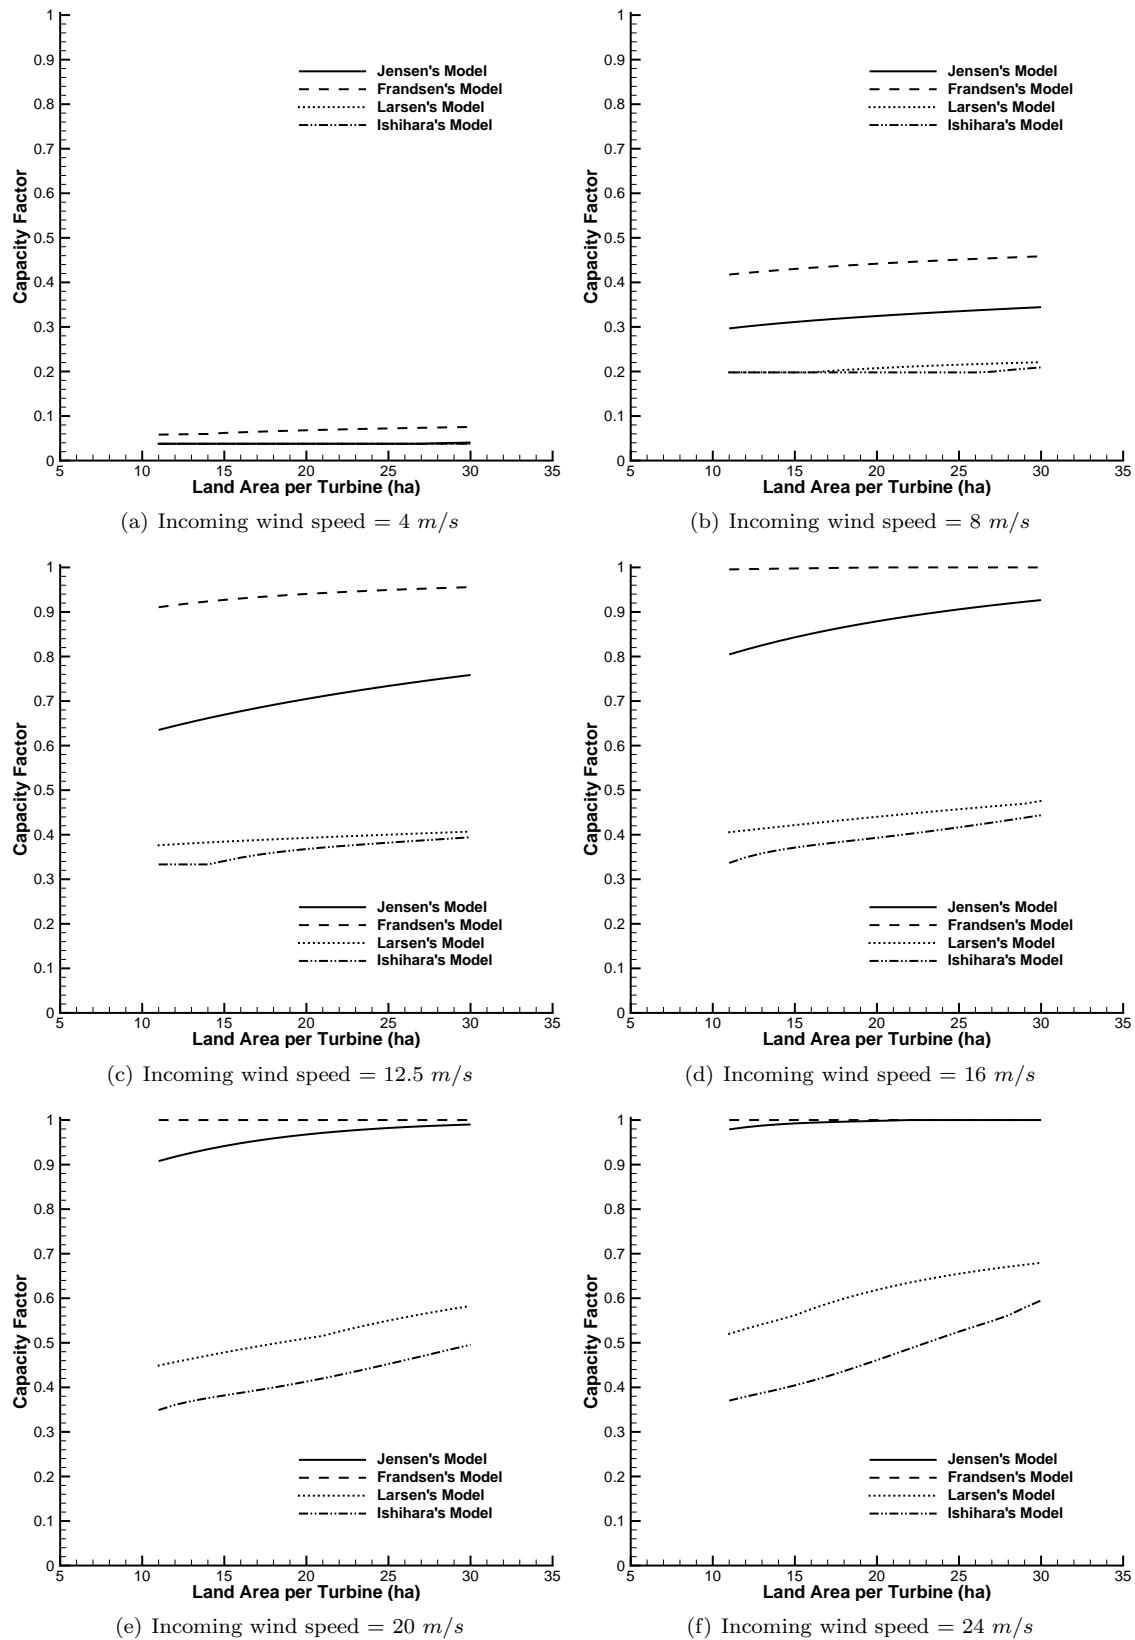 1
0.9
0.8
0.7
0.6
0.5
0.4
0.3
0.2
0.1
0
Capacity Factor
Jensen's Model
Frandsen's Model
Larsen's Model
Ishihara's Model
5 10 15 20 25 30 35
Land Area per Turbine (ha)
(a) Incoming wind speed = 4 m/s
1
0.9
0.8
0.7
0.6
0.5
0.4
0.3
0.2
0.1
0
Capacity Factor
Jensen's Model
Frandsen's Model
Larsen's Model
Ishihara's Model
5 10 15 20 25 30 35
Land Area per Turbine (ha)
(b) Incoming wind speed = 8 m/s
1
0.9
0.8
0.7
0.6
0.5
0.4
0.3
0.2
0.1
0
Capacity Factor
Jensen's Model
Frandsen's Model
Larsen's Model
Ishihara's Model
5 10 15 20 25 30 35
Land Area per Turbine (ha)
(c) Incoming wind speed = 12.5 m/s
1
0.9
0.8
0.7
0.6
0.5
0.4
0.3
0.2
0.1
0
Capacity Factor
Jensen's Model
Frandsen's Model
Larsen's Model
Ishihara's Model
5 10 15 20 25 30 35
Land Area per Turbine (ha)
(d) Incoming wind speed = 16 m/s
1
0.9
0.8
0.7
0.6
0.5
0.4
0.3
0.2
0.1
0
Capacity Factor
Jensen's Model
Frandsen's Model
Larsen's Model
Ishihara's Model
5 10 15 20 25 30 35
Land Area per Turbine (ha)
(e) Incoming wind speed = 20 m/s
1
0.9
0.8
0.7
0.6
0.5
0.4
0.3
0.2
0.1
0
Capacity Factor
Jensen's Model
Frandsen's Model
Larsen's Model
Ishihara's Model
5 10 15 20 25 30 35
Land Area per Turbine (ha)
(f) Incoming wind speed = 24 m/s